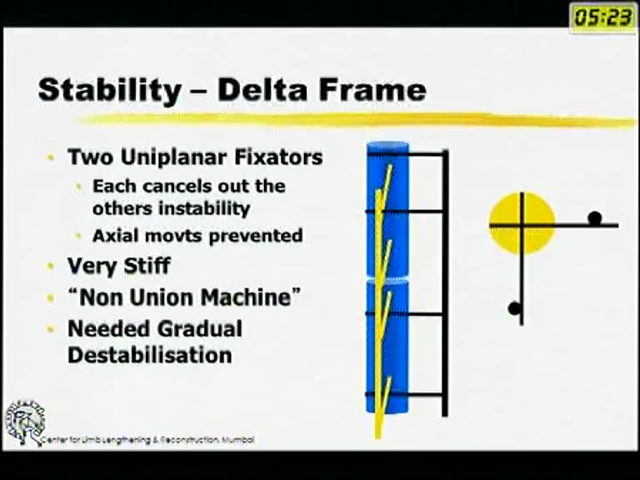 05:23
Stability – Delta Frame
Two Uniplanar Fixators
Each cancels out the
others instability
Axial movts prevented
Very Stiff
“Non Union Machine”
Needed Gradual
Destabilisation
Center for Limb Lengthening & Reconstruction, Mumbai